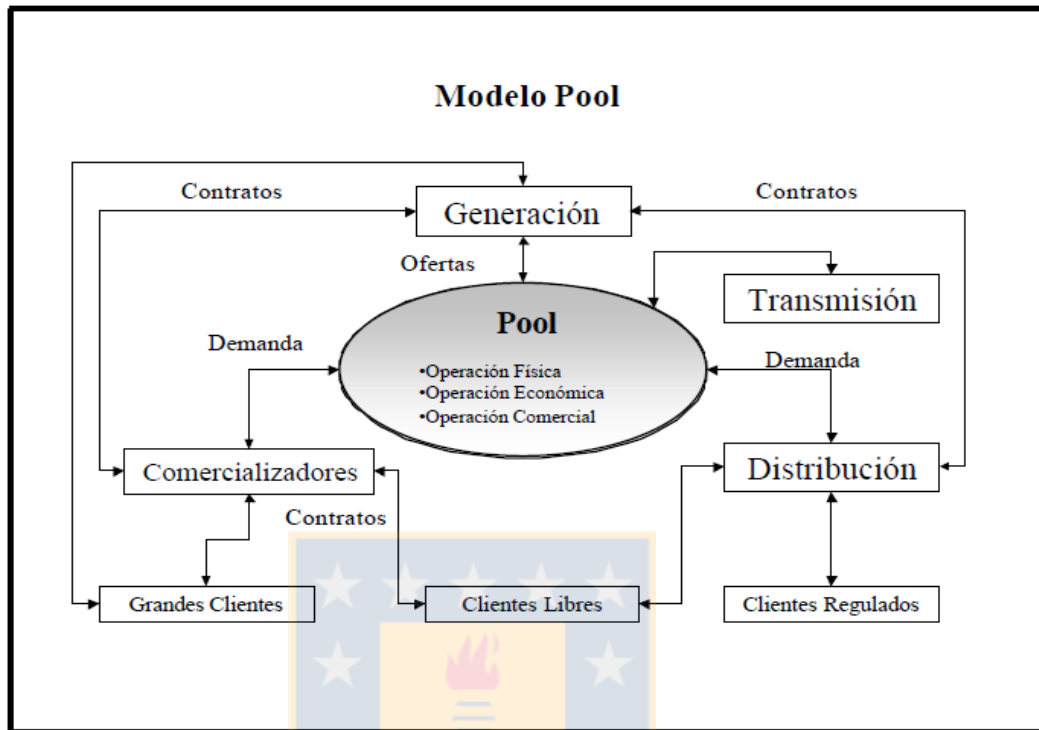 Modelo Pool
Contratos
Contratos
Generación
Ofertas
Transmisión
Pool
Demanda
Demanda
•Operación Física
•Operación Económica
•Operación Comercial
Comercializadores
Distribución
Contratos
Grandes Clientes
Clientes Libres
Clientes Regulados